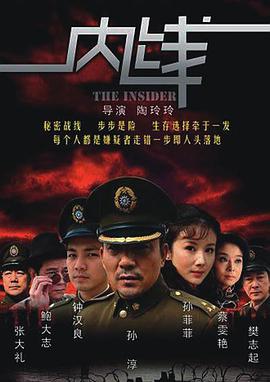 内线
THE INSIDER
导演 陶玲玲
秘密战线 步步是险 生存选择牵于一发
每个人都是嫌疑者走错一步即人头落地
张大礼
鲍大志
钟汉良
孙淳
孙菲菲
蔡雯艳
樊志起